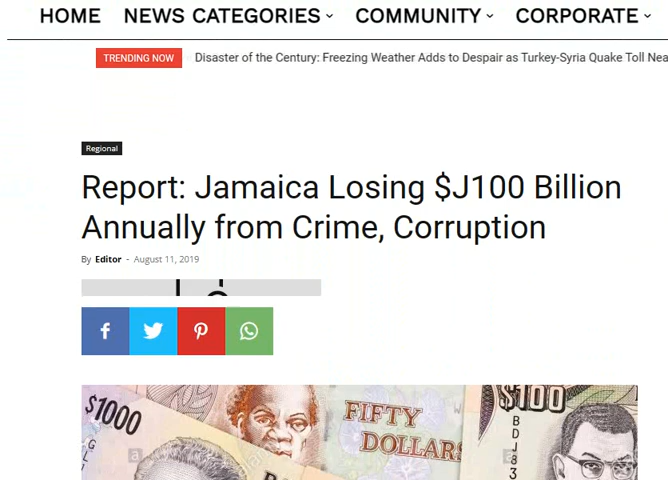 HOME NEWS CATEGORIES COMMUNITY CORPORATE
TRENDING NOW Disaster of the Century: Freezing Weather Adds to Despair as Turkey-Syria Quake Toll
Regional
Report: Jamaica Losing $J100 Billion
Annually from Crime, Corruption
By Editor - August 11, 2019
$1000
FIFTY
DOLLARS
$100